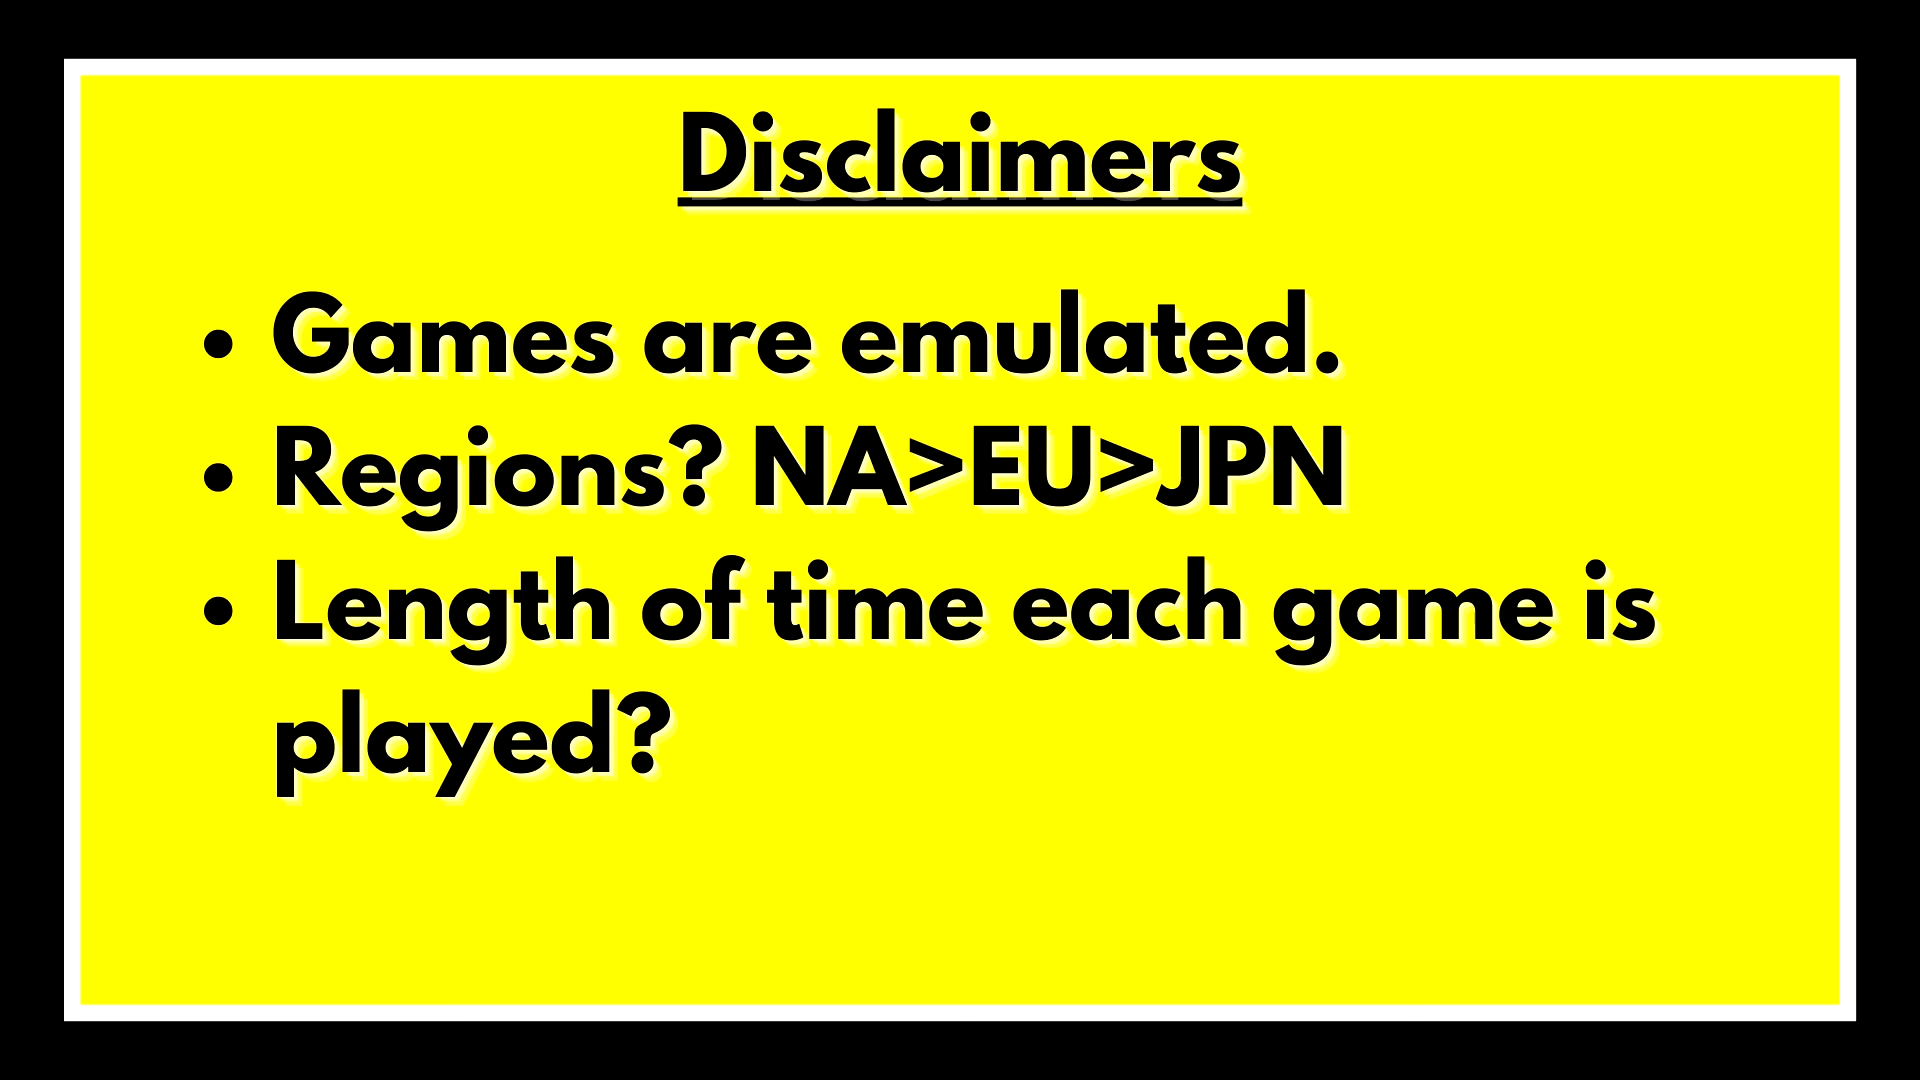 Disclaimers
• Games are emulated.
• Regions? NA>EU>JPN
• Length of time each game is
played?